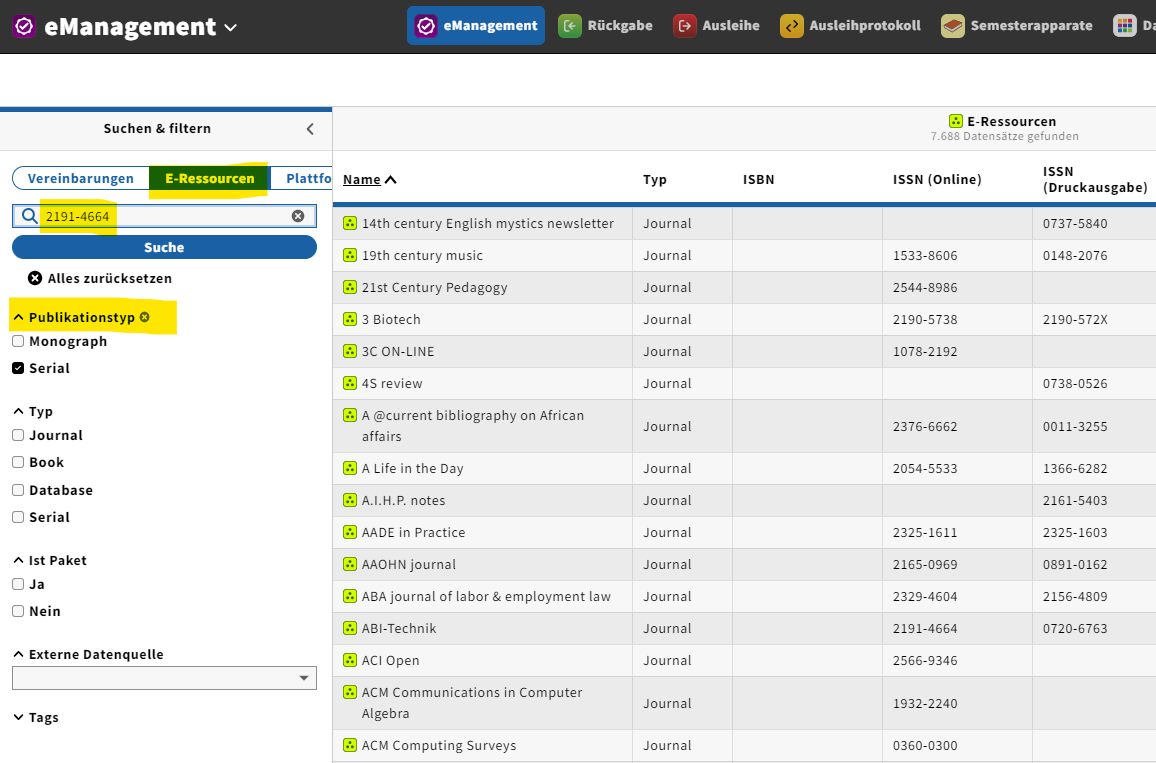 eManagement
eManagement Rückgabe Ausleihe Ausleihprotokoll Semesterapparate
Suchen & filtern
Vereinbarungen E-Ressourcen Plattfo
2191-4664
Suche
Alles zurücksetzen
Publikationstyp
Monograph
Serial
Typ
Journal
Book
Database
Serial
Ist Paket
Ja
Nein
Externe Datenquelle
Tags
E-Ressourcen
7.688 Datensätze gefunden
Name Typ ISBN ISSN (Online) ISSN (Druckausgabe)
14th century English mystics newsletter Journal 0737-5840
19th century music Journal 1533-8606 0148-2076
21st Century Pedagogy Journal 2544-8986
3 Biotech Journal 2190-5738 2190-572X
3C ON-LINE Journal 1078-2192
4S review Journal 0738-0526
A @current bibliography on African affairs Journal 2376-6662 0011-3255
A Life in the Day Journal 2054-5533 1366-6282
A.I.H.P. notes Journal 2161-5403
AADE in Practice Journal 2325-1611 2325-1603
AAOHN journal Journal 2165-0969 0891-0162
ABA journal of labor & employment law Journal 2329-4604 2156-4809
ABI-Technik Journal 2191-4664 0720-6763
ACI Open Journal 2566-9346
ACM Communications in Computer Algebra Journal 1932-2240
ACM Computing Surveys Journal 0360-0300